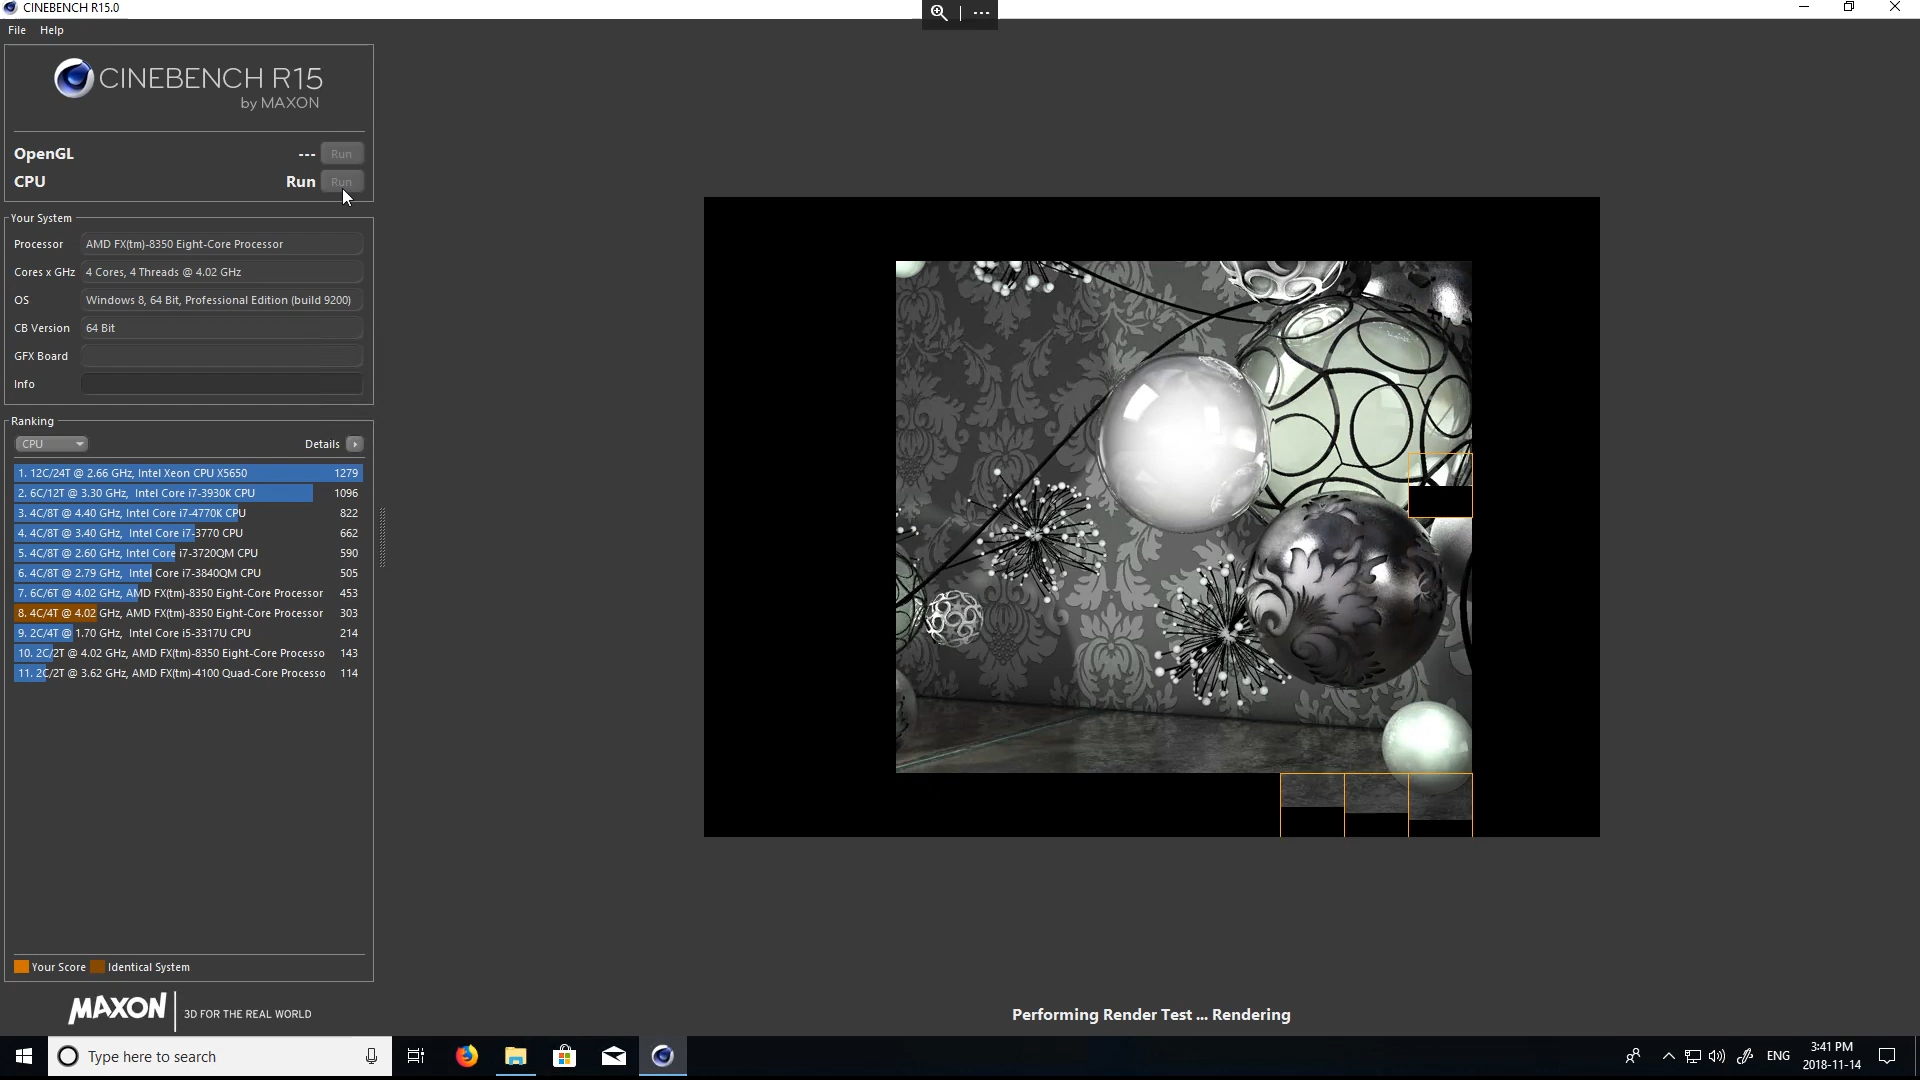 CINEBENCH R15.0
File Help
CINEBENCH R15
by MAXON
OpenGL --- Run
CPU Run Run
Your System
Processor AMD FX(tm)-8350 Eight-Core Processor
Cores x GHz 4 Cores, 4 Threads @ 4.02 GHz
OS Windows 8, 64 Bit, Professional Edition (build 9200)
CB Version 64 Bit
GFX Board
Info
Ranking
CPU Details
1. 12C/24T @ 2.66 GHz, Intel Xeon CPU X5650 1279
2. 6C/12T @ 3.30 GHz, Intel Core i7-3930K CPU 1096
3. 4C/8T @ 4.40 GHz, Intel Core i7-4770K CPU 822
4. 4C/8T @ 3.40 GHz, Intel Core i7-3770 CPU 662
5. 4C/8T @ 2.60 GHz, Intel Core i7-3720QM CPU 590
6. 4C/8T @ 2.79 GHz, Intel Core i7-3840QM CPU 505
7. 6C/6T @ 4.02 GHz, AMD FX(tm)-8350 Eight-Core Processor 453
8. 4C/4T @ 4.02 GHz, AMD FX(tm)-8350 Eight-Core Processor 303
9. 2C/4T @ 1.70 GHz, Intel Core i5-3317U CPU 214
10. 2C/2T @ 4.02 GHz, AMD FX(tm)-8350 Eight-Core Processo 143
11. 2C/2T @ 3.62 GHz, AMD FX(tm)-4100 Quad-Core Processo 114
Your Score Identical System
MAXON 3D FOR THE REAL WORLD
Performing Render Test ... Rendering
Type here to search
ENG
3:41 PM
2018-11-14